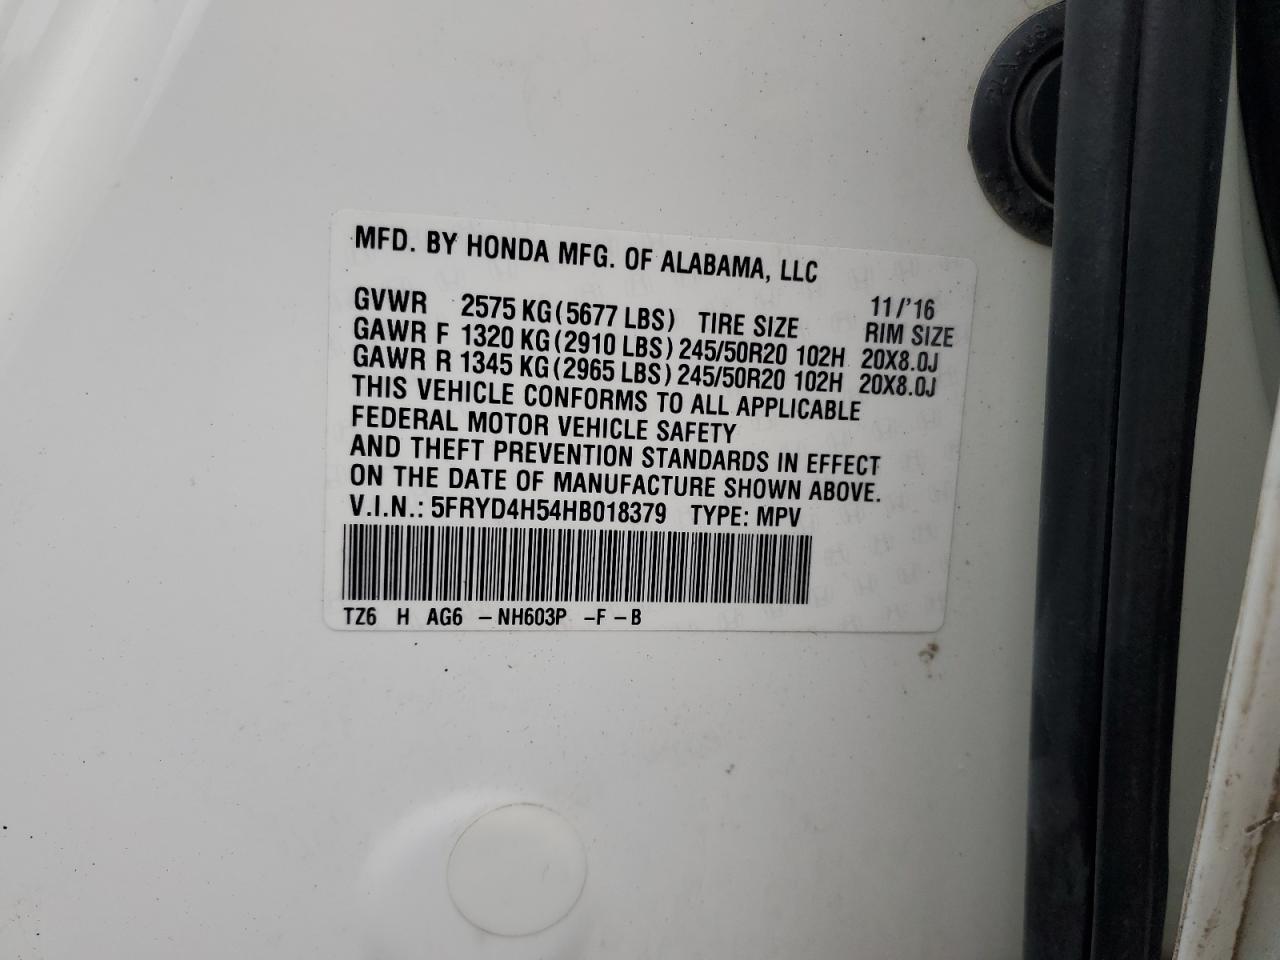 MFD. BY HONDA MFG. OF ALABAMA, LLC
11/'16
GVWR 2575 KG (5677 LBS) TIRE SIZE RIM SIZE
GAWR F 1320 KG (2910 LBS) 245/50R20 102H 20X8.0J
GAWR R 1345 KG (2965 LBS) 245/50R20 102H 20X8.0J
THIS VEHICLE CONFORMS TO ALL APPLICABLE
FEDERAL MOTOR VEHICLE SAFETY
AND THEFT PREVENTION STANDARDS IN EFFECT
ON THE DATE OF MANUFACTURE SHOWN ABOVE.
V.I.N.: 5FRYD4H54HB018379 TYPE: MPV
TZ6 H AG6 – NH603P –F – B